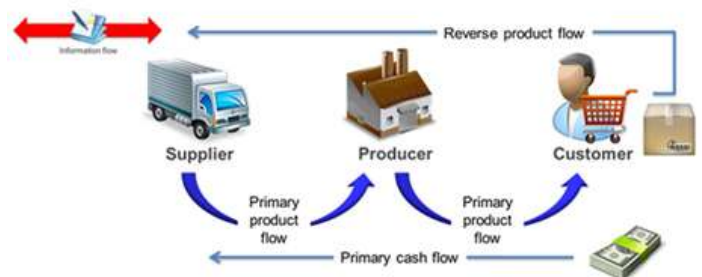 Reverse product flow
Information flow
Supplier
Producer
Customer
Primary
product
flow
Primary
product
flow
Primary cash flow